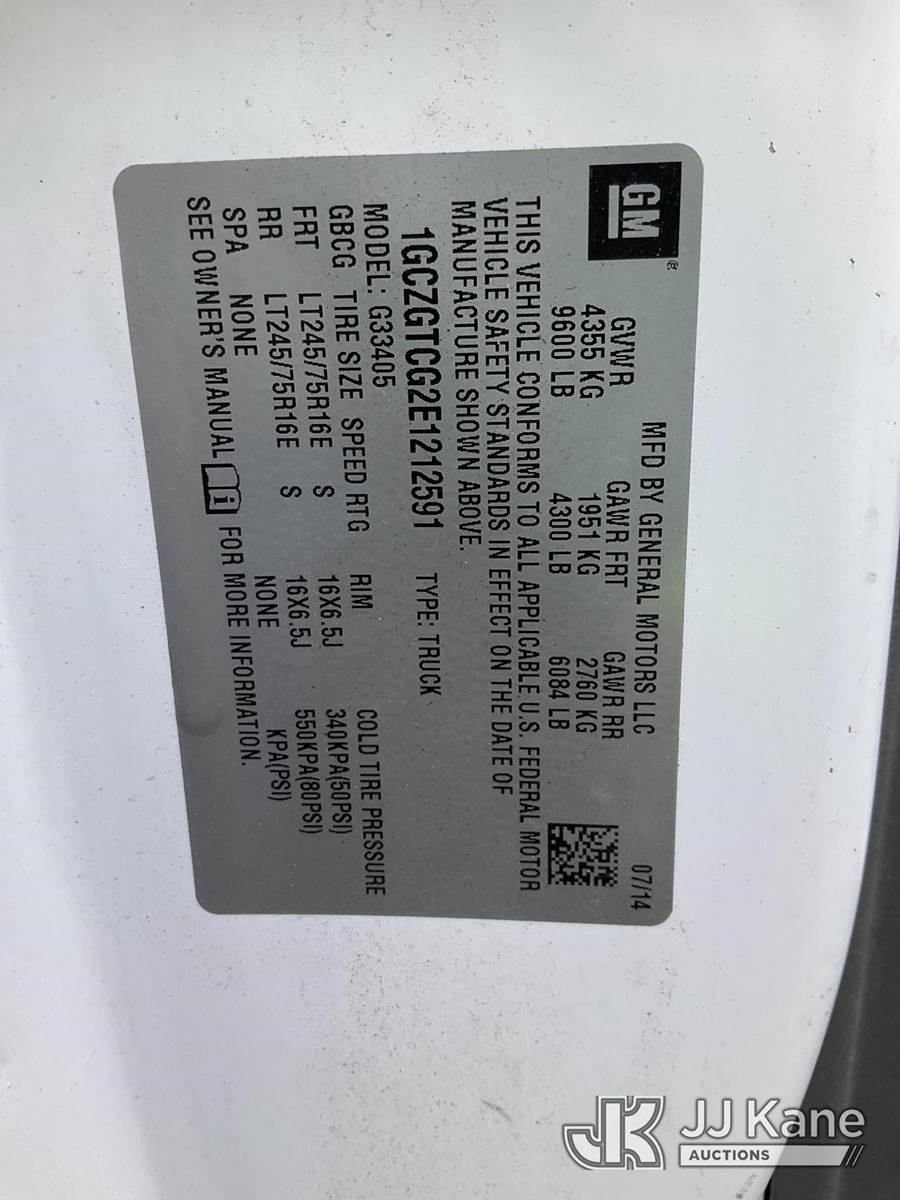 GM®
MFD BY GENERAL MOTORS LLC 07/14
GVWR GAWR FRT GAWR RR
4355 KG 1951 KG 2760 KG
9600 LB 4300 LB 6084 LB
THIS VEHICLE CONFORMS TO ALL APPLICABLE U.S. FEDERAL MOTOR
VEHICLE SAFETY STANDARDS IN EFFECT ON THE DATE OF
MANUFACTURE SHOWN ABOVE.
1GCZGTCG2E1212591 TYPE: TRUCK
MODEL: G33405
GBCG TIRE SIZE SPEED RTG RIM COLD TIRE PRESSURE
FRT LT245/75R16E S 16X6.5J 340KPA(50PSI)
RR LT245/75R16E S 16X6.5J 550KPA(80PSI)
SPA NONE NONE KPA(PSI)
SEE OWNER'S MANUAL i FOR MORE INFORMATION.
JK JJ Kane
AUCTIONS